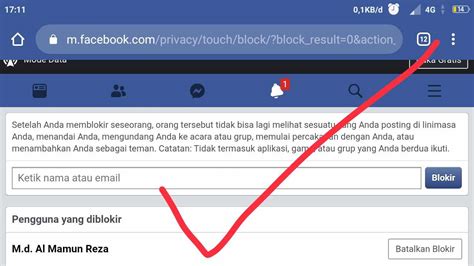 17:11 0,1KB/d 4G 14
m.facebook.com/privacy/touch/block/?block_result=0&action 12
Mode Data Gratis
1
Setelah Anda memblokir seseorang, orang tersebut tidak bisa lagi melihat sesuatu yang Anda posting di linimasa
Anda, menandai Anda, mengundang Anda ke acara atau grup, memulai percakapan dengan Anda, atau
menambahkan Anda sebagai teman. Catatan: Tidak termasuk aplikasi, game atau grup yang Anda berdua ikuti.
Ketik nama atau email Blokir
Pengguna yang diblokir
M.d. Al Mamun Reza Batalkan Blokir